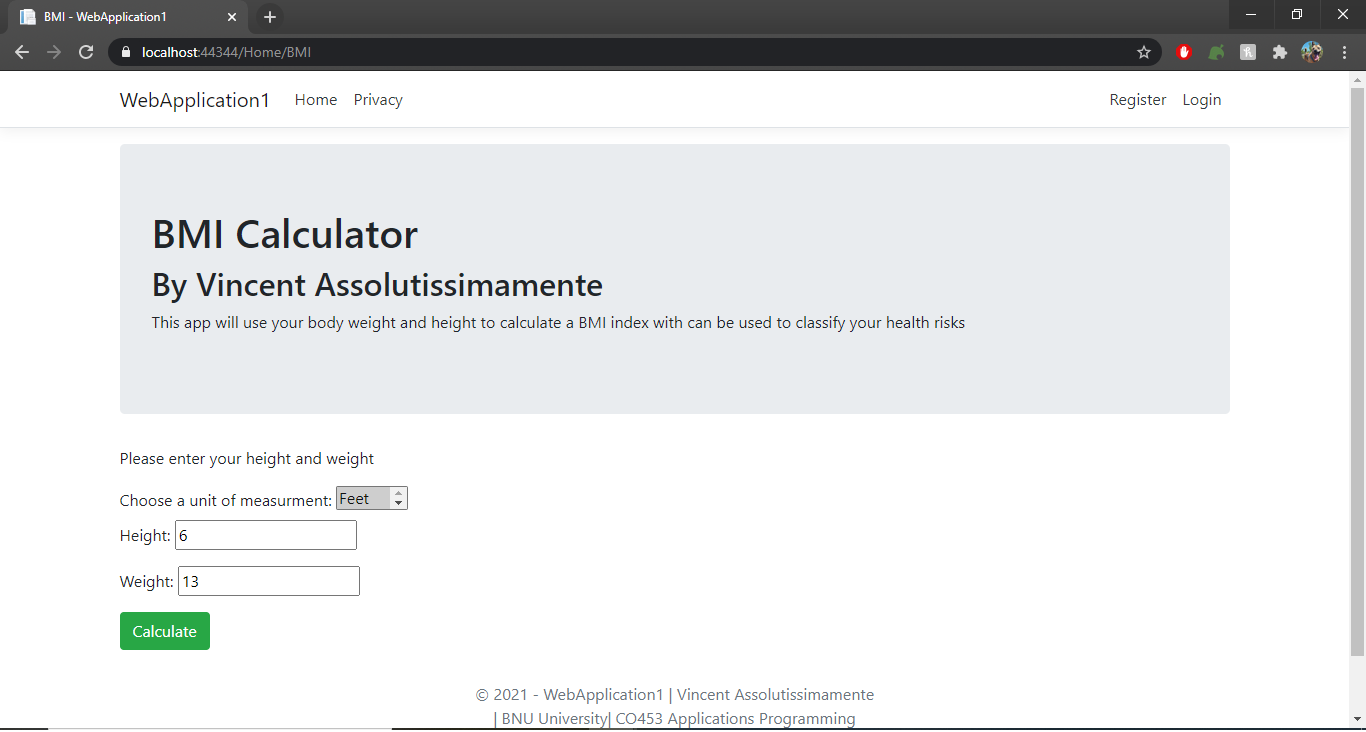 BMI - WebApplication1
localhost:44344/Home/BMI
WebApplication1 Home Privacy Register Login
BMI Calculator
By Vincent Assolutissimamente
This app will use your body weight and height to calculate a BMI index with can be used to classify your health risks
Please enter your height and weight
Choose a unit of measurment: Feet
Height: 6
Weight: 13
Calculate
© 2021 - WebApplication1 | Vincent Assolutissimamente
| BNU University| CO453 Applications Programming